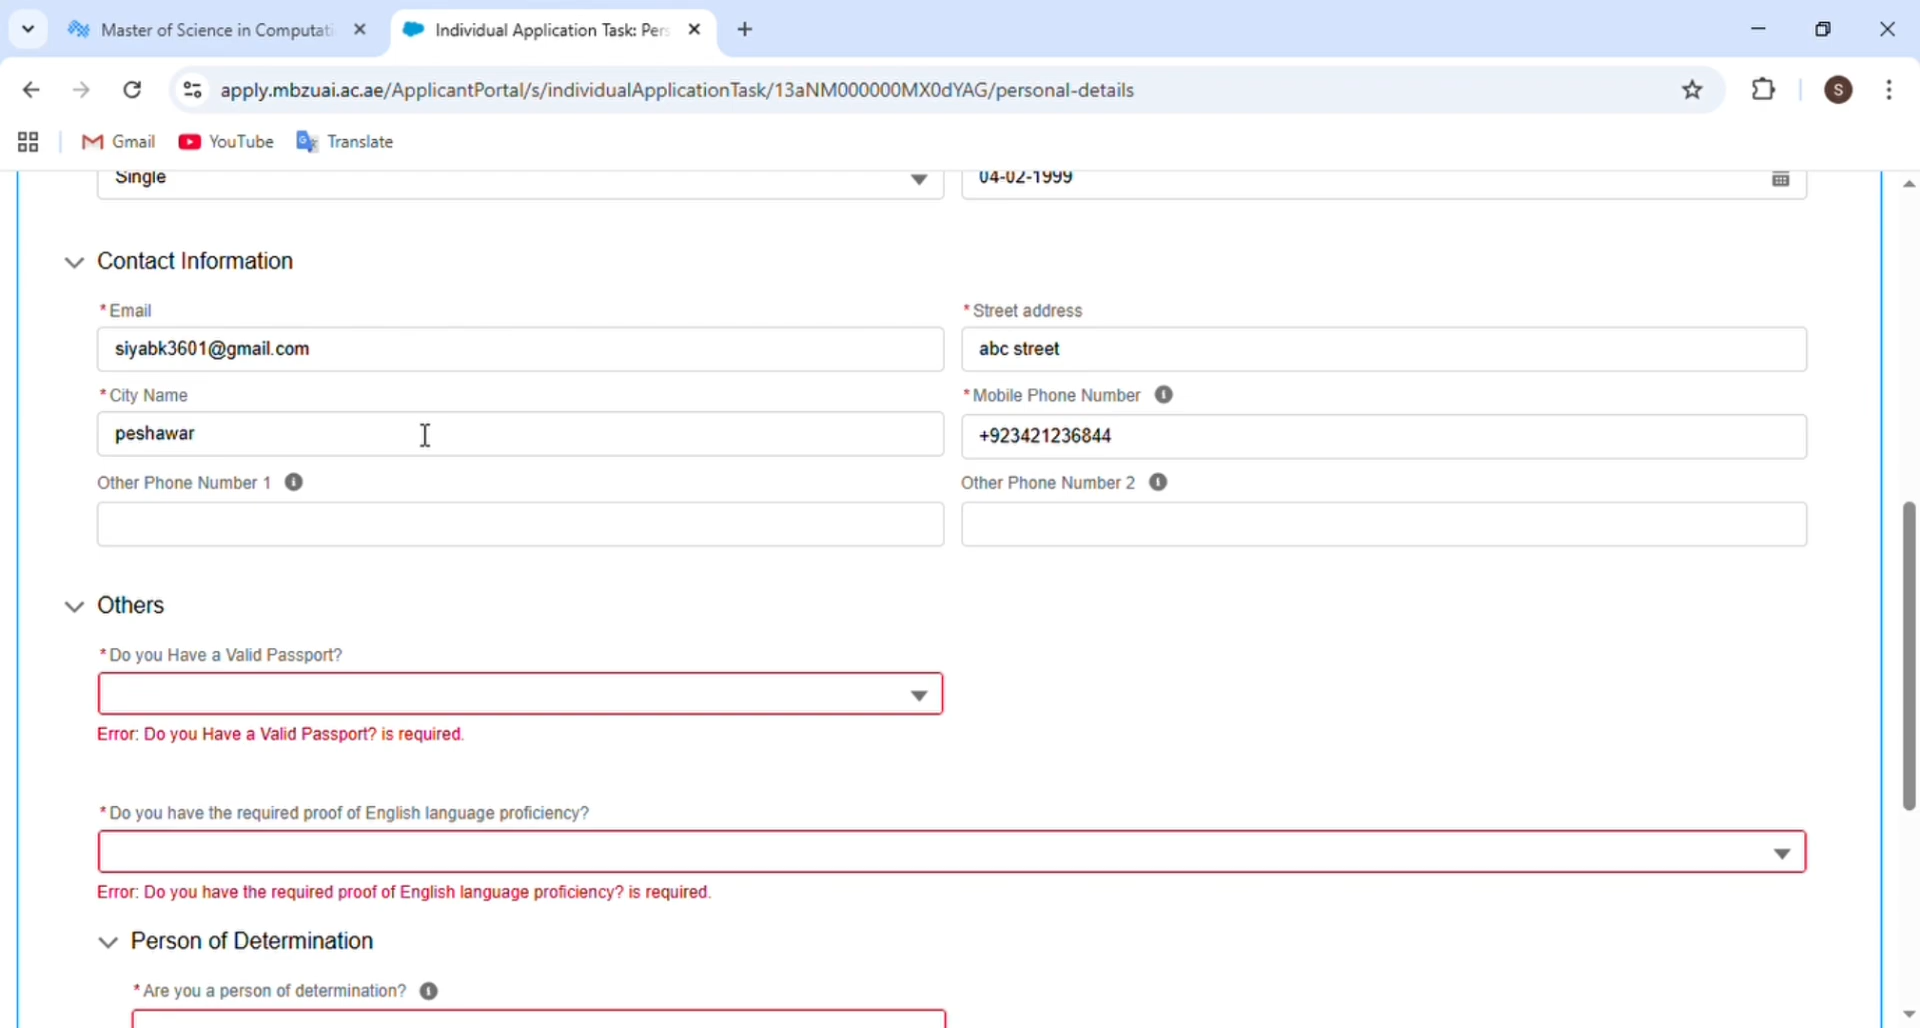 Master of Science in Computati
Individual Application Task: Pers
apply.mbzuai.ac.ae/ApplicantPortal/s/individualApplicationTask/13aNM000000MX0dYAG/personal-details
S
Gmail
YouTube
Translate
Single
04-02-1999
Contact Information
*Email
*Street address
siyabk3601@gmail.com
abc street
*City Name
*Mobile Phone Number
peshawar
+923421236844
Other Phone Number 1
Other Phone Number 2
Others
*Do you Have a Valid Passport?
Error: Do you Have a Valid Passport? is required.
*Do you have the required proof of English language proficiency?
Error: Do you have the required proof of English language proficiency? is required.
Person of Determination
*Are you a person of determination?